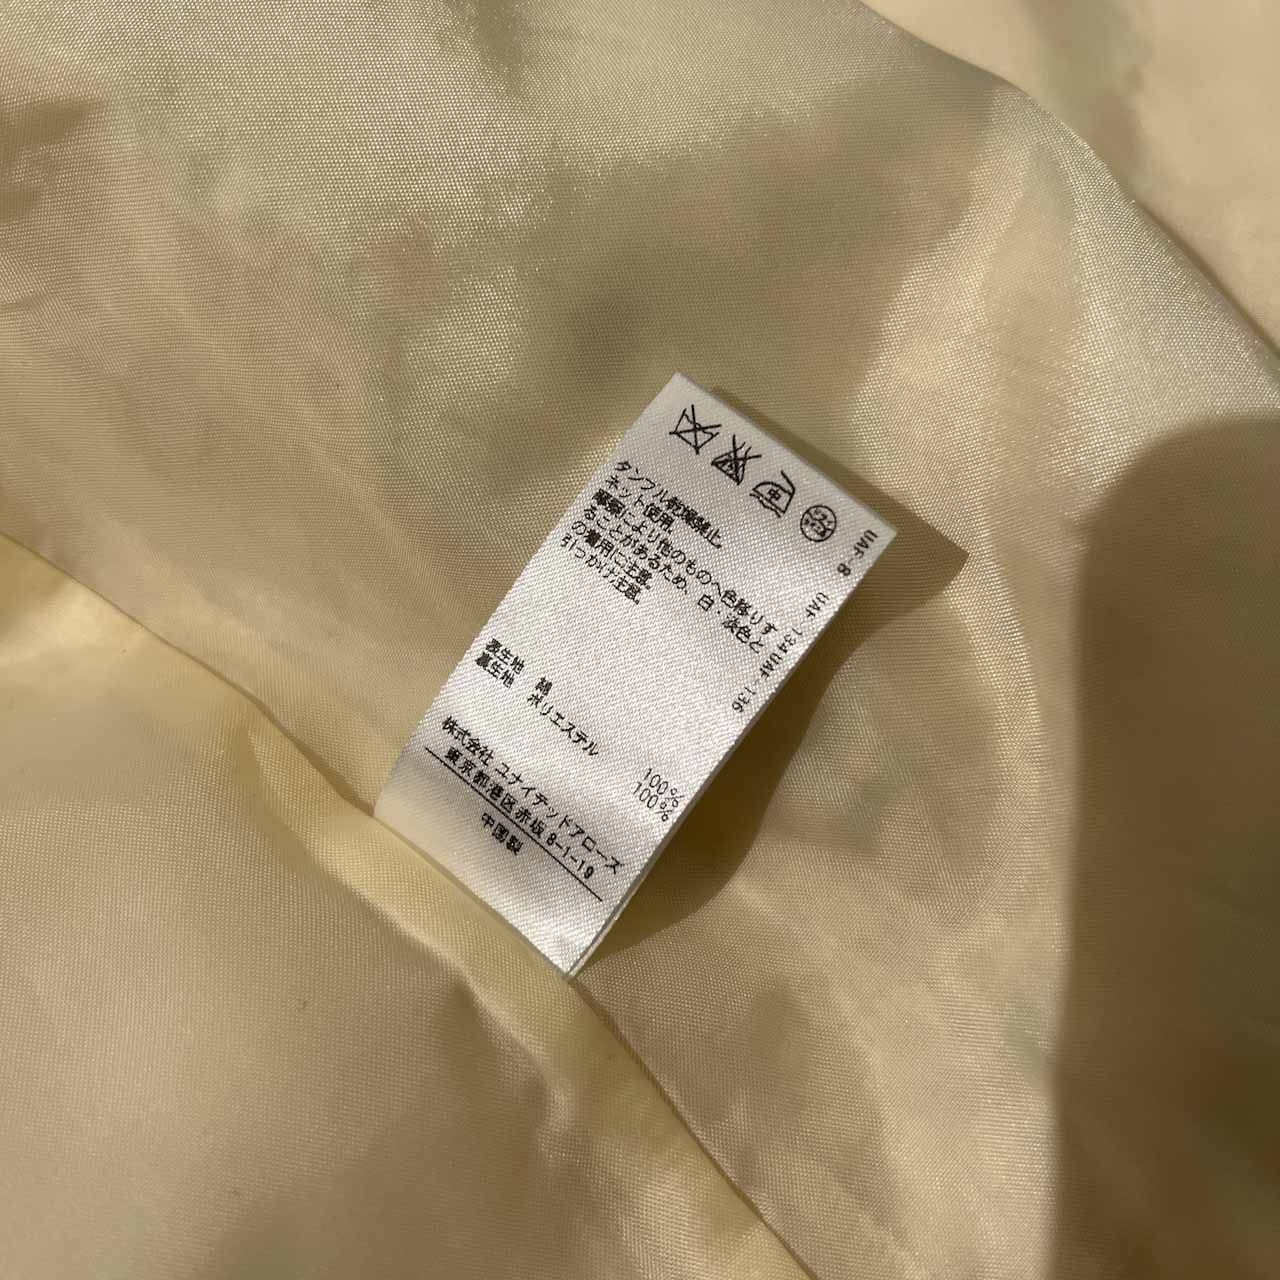 中
UAF-8 UAF-134 UAF-136
タンブル乾燥禁止。
ネット使用
摩擦により他のものへ色移りす
ることがあるため、白・淡色と
の着用に注意。
引っかけ注意。
表生地 綿 100%
裏生地 ポリエステル 100%
株式会社 ユナイテッドアローズ
東京都港区赤坂 8-1-19
中国製